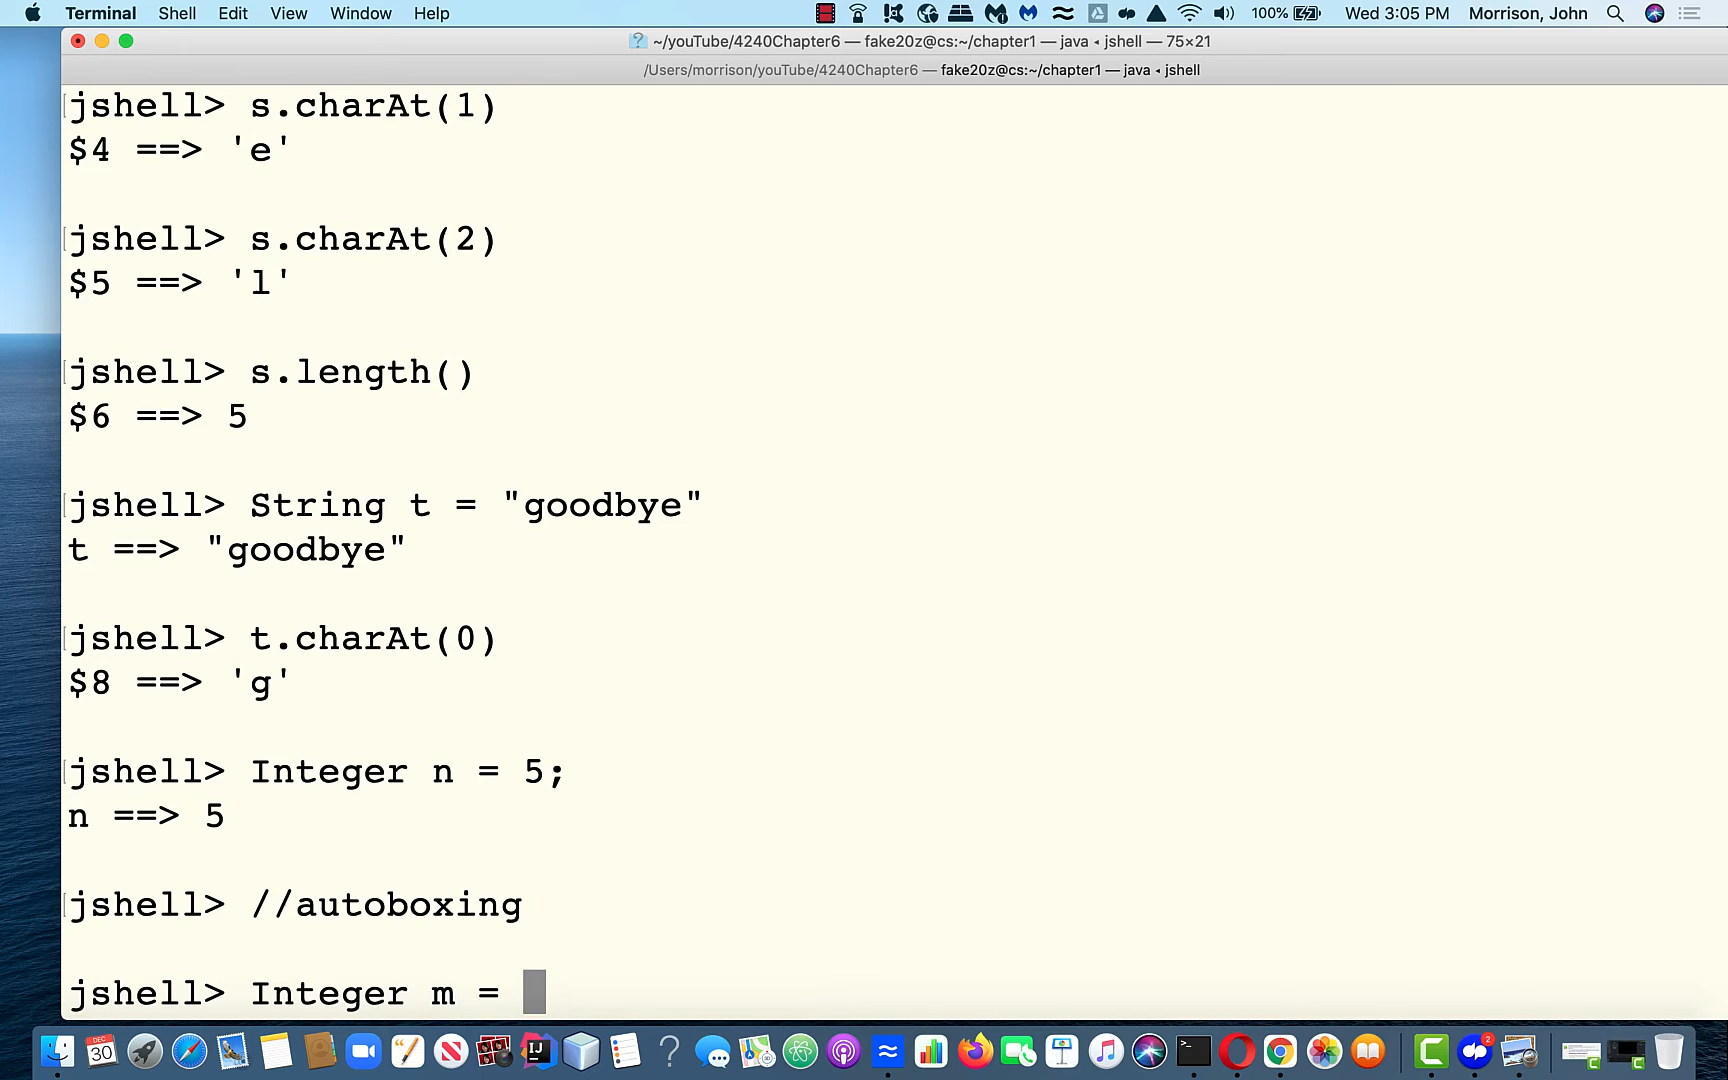 Terminal Shell Edit View Window Help 100% Wed 3:05 PM Morrison, John
~/youTube/4240Chapter6 — fake20z@cs:~/chapter1 — java ◂ jshell — 75×21
/Users/morrison/youTube/4240Chapter6 — fake20z@cs:~/chapter1 — java ◂ jshell
jshell> s.charAt(1)
$4 ==> 'e'
jshell> s.charAt(2)
$5 ==> 'l'
jshell> s.length()
$6 ==> 5
jshell> String t = "goodbye"
t ==> "goodbye"
jshell> t.charAt(0)
$8 ==> 'g'
jshell> Integer n = 5;
n ==> 5
jshell> //autoboxing
jshell> Integer m =
30
2